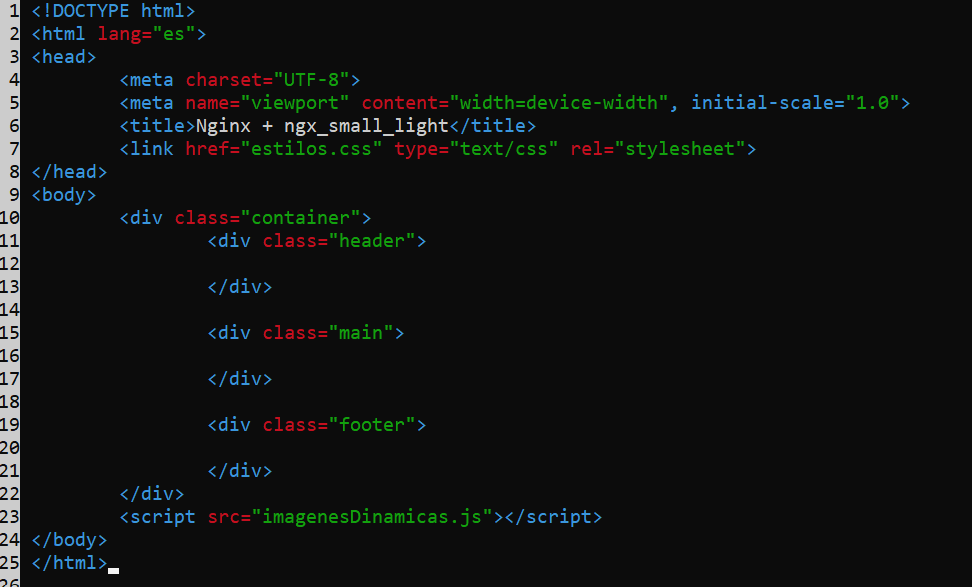 1 <!DOCTYPE html>
2 <html lang="es">
3 <head>
4         <meta charset="UTF-8">
5         <meta name="viewport" content="width=device-width", initial-scale="1.0">
6         <title>Nginx + ngx_small_light</title>
7         <link href="estilos.css" type="text/css" rel="stylesheet">
8 </head>
9 <body>
10         <div class="container">
11                 <div class="header">
12
13                 </div>
14
15                 <div class="main">
16
17                 </div>
18
19                 <div class="footer">
20
21                 </div>
22         </div>
23         <script src="imagenesDinamicas.js"></script>
24 </body>
25 </html>
26